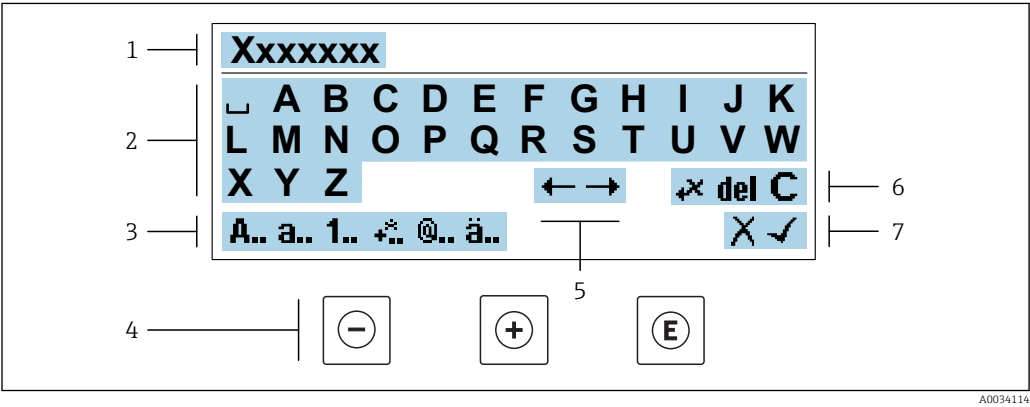 1 Xxxxxxx
2 ␣ A B C D E F G H I J K
L M N O P Q R S T U V W
X Y Z ← → +× del C 6
3 A.. a.. 1.. +*.. @.. ä.. X ✓ 7
5
4 − + E
A0034114